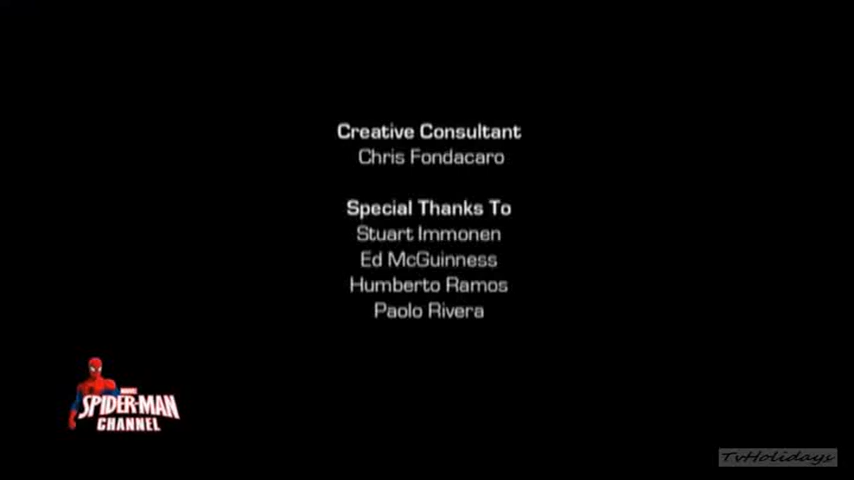 Creative Consultant
Chris Fondacaro
Special Thanks To
Stuart Immonen
Ed McGuinness
Humberto Ramos
Paolo Rivera
MARVEL
SPIDER-MAN
CHANNEL
TvHolidays